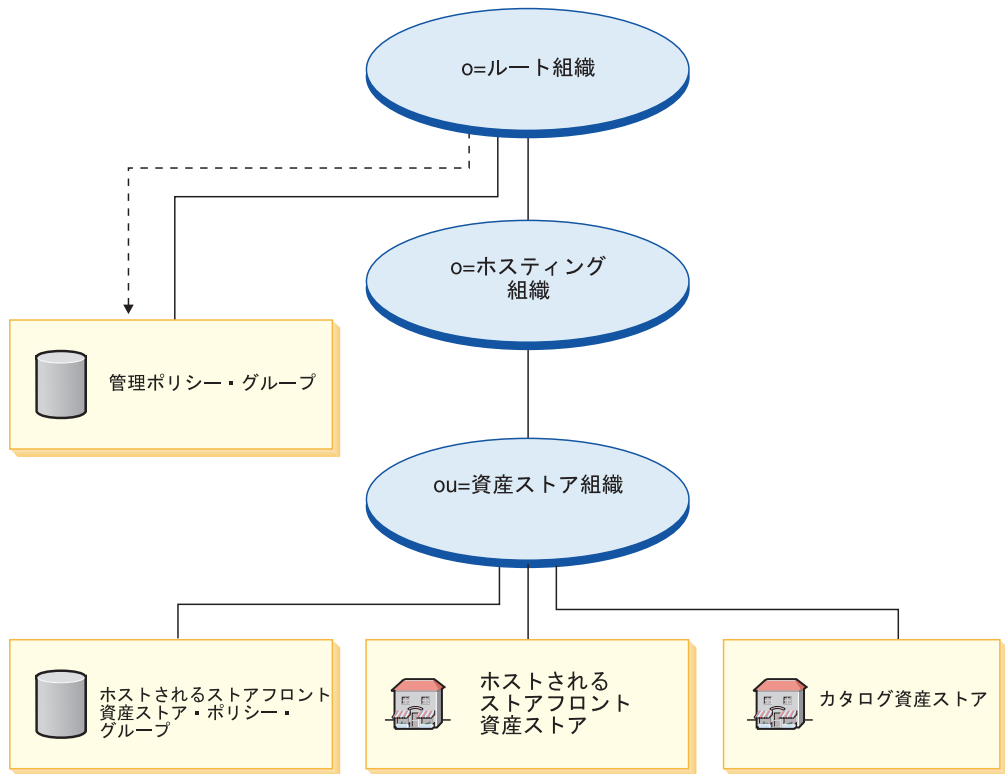 o=ルート組織
o=ホスティング
組織
管理ポリシー・グループ
ou=資産ストア組織
ホストされるストアフロント
資産ストア・ポリシー・
グループ
ホストされる
ストアフロント
資産ストア
カタログ資産ストア